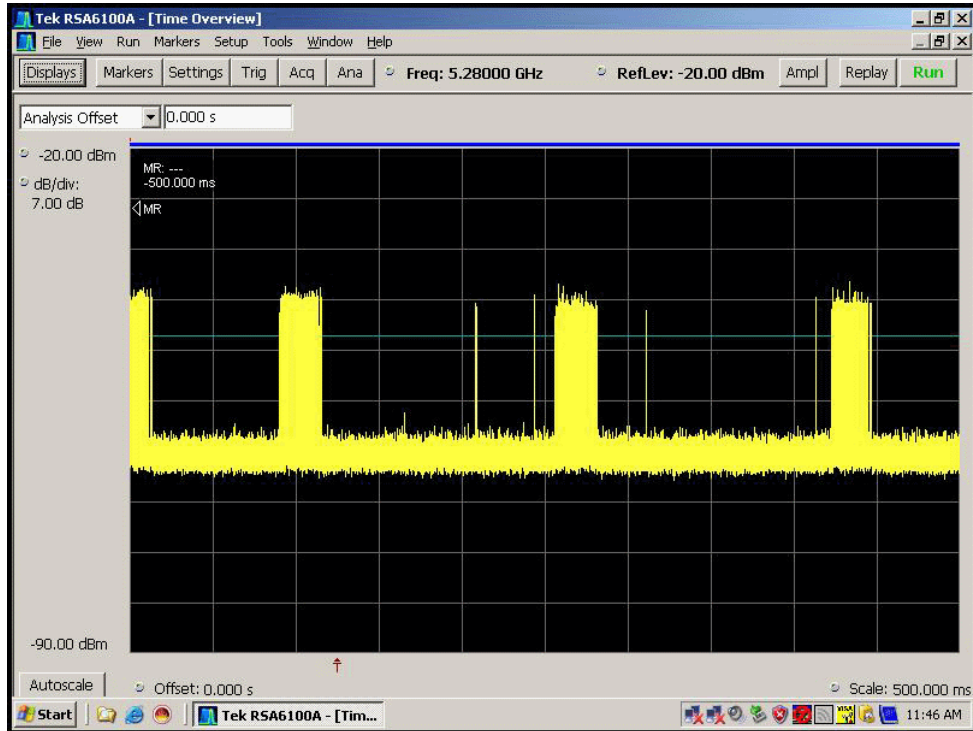 Tek RSA6100A - [Time Overview]
File View Run Markers Setup Tools Window Help
Displays Markers Settings Trig Acq Ana Freq: 5.28000 GHz RefLev: -20.00 dBm Ampl Replay Run
Analysis Offset 0.000 s
-20.00 dBm
MR: ---
-500.000 ms
dB/div:
7.00 dB
MR
-90.00 dBm
Autoscale Offset: 0.000 s Scale: 500.000 ms
Start Tek RSA6100A - [Tim... 11:46 AM